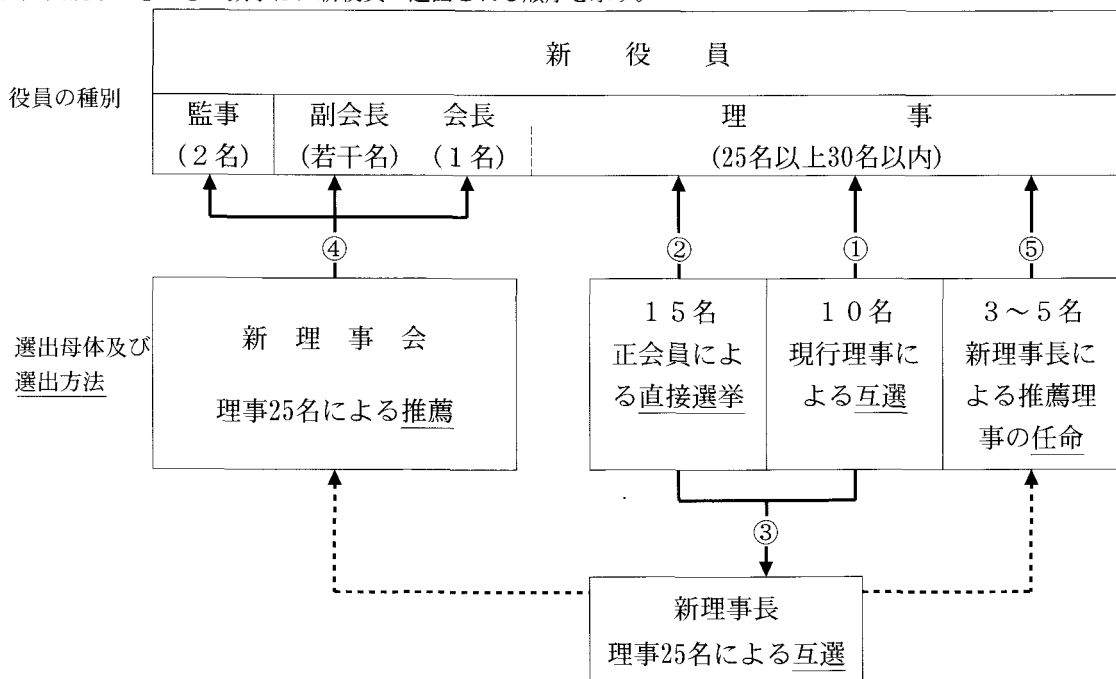 新役員
役員の種別
監事 副会長 会長 理事
(2名) (若干名) (1名) (25名以上30名以内)
④ ② ① ⑤
選出母体及び
選出方法
新理事会
理事25名による推薦
15名
正会員によ
る直接選挙
10名
現行理事に
よる互選
3～5名
新理事長に
よる推薦理
事の任命
③
新理事長
理事25名による互選